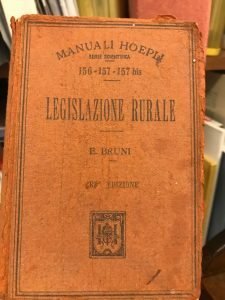 MANUALI HOEPLI
SERIE SCIENTIFICA
156-157-157 bis
LEGISLAZIONE RURALE
E. BRUNI
EDIZIONE